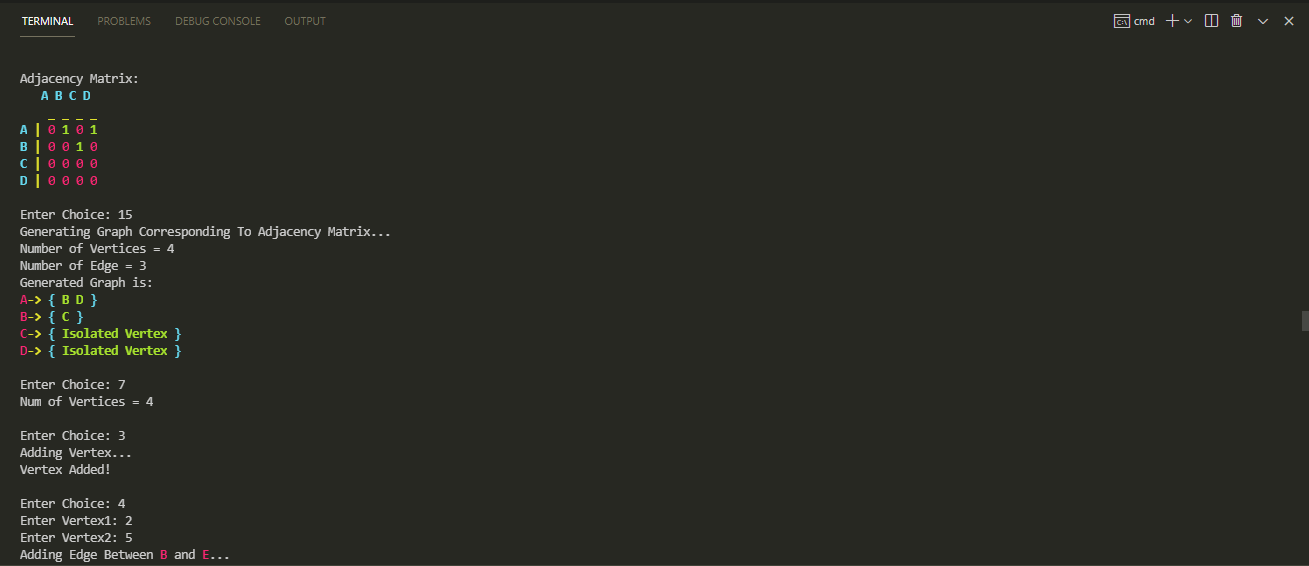 TERMINAL PROBLEMS DEBUG CONSOLE OUTPUT cmd
Adjacency Matrix:
A B C D
_ _ _ _
A | 0 1 0 1
B | 0 0 1 0
C | 0 0 0 0
D | 0 0 0 0
Enter Choice: 15
Generating Graph Corresponding To Adjacency Matrix...
Number of Vertices = 4
Number of Edge = 3
Generated Graph is:
A-> { B D }
B-> { C }
C-> { Isolated Vertex }
D-> { Isolated Vertex }
Enter Choice: 7
Num of Vertices = 4
Enter Choice: 3
Adding Vertex...
Vertex Added!
Enter Choice: 4
Enter Vertex1: 2
Enter Vertex2: 5
Adding Edge Between B and E...